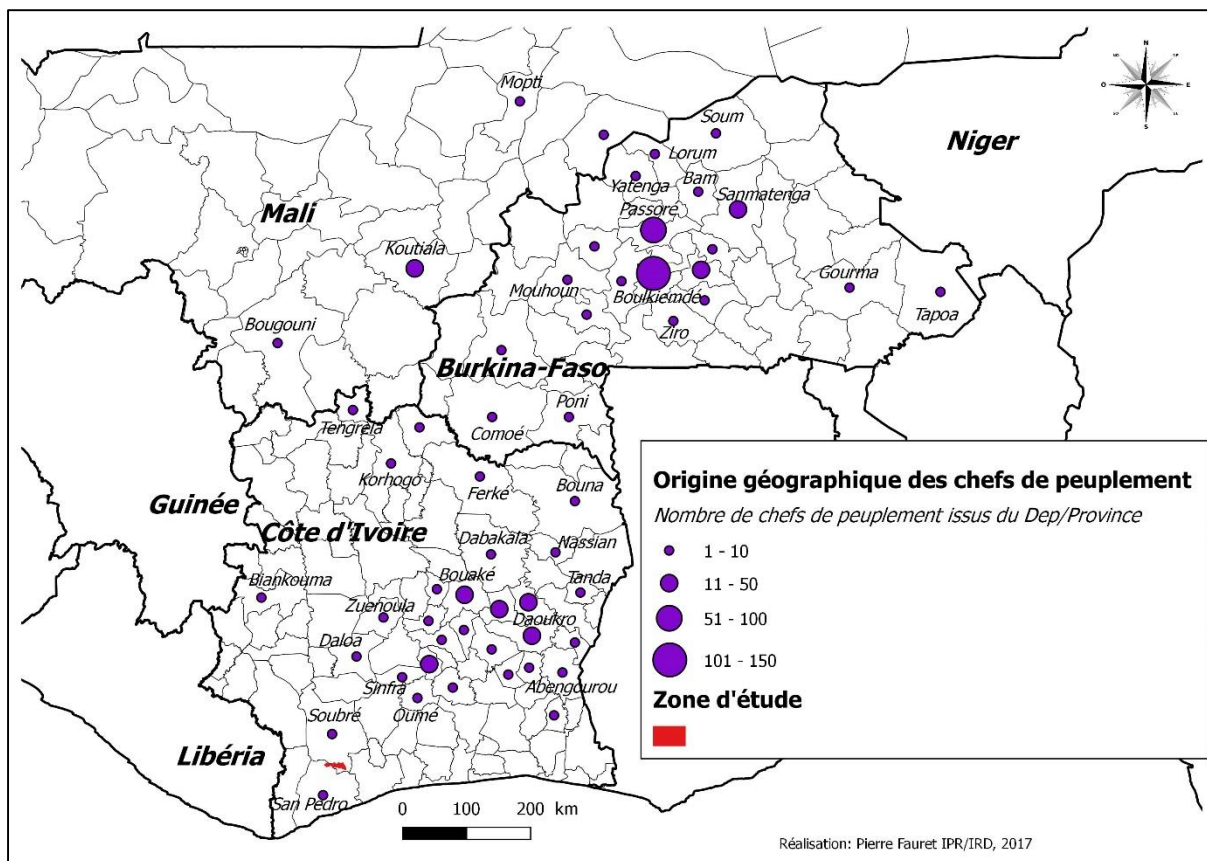 N
O
E
S
Mopti
Soum
Niger
Lorum
Yatenga
Bam
Sanmatenga
Passoré
Mali
Koutiala
Gourma
Mouhoun
Boulkiemdé
Tapoa
Ziro
Bougouni
Burkina-Faso
Poni
Comoé
Tengrela
Korhogo
Ferké
Bouna
Guinée
Côte d'Ivoire
Dabakala
Nassian
Biankouma
Bouaké
Tanda
Zuenoula
Daoukro
Daloa
Sinfra
Abengourou
Oumé
Soubré
Libéria
San Pedro
Origine géographique des chefs de peuplement
Nombre de chefs de peuplement issus du Dep/Province
1 - 10
11 - 50
51 - 100
101 - 150
Zone d'étude
0 100 200 km
Réalisation: Pierre Fauret IPR/IRD, 2017